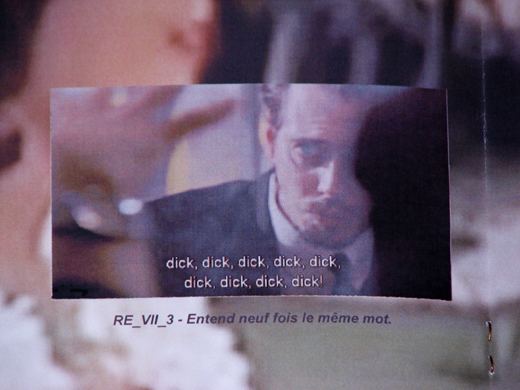 dick, dick, dick, dick, dick,
dick, dick, dick, dick!
RE_VII_3 - Entend neuf fois le même mot.